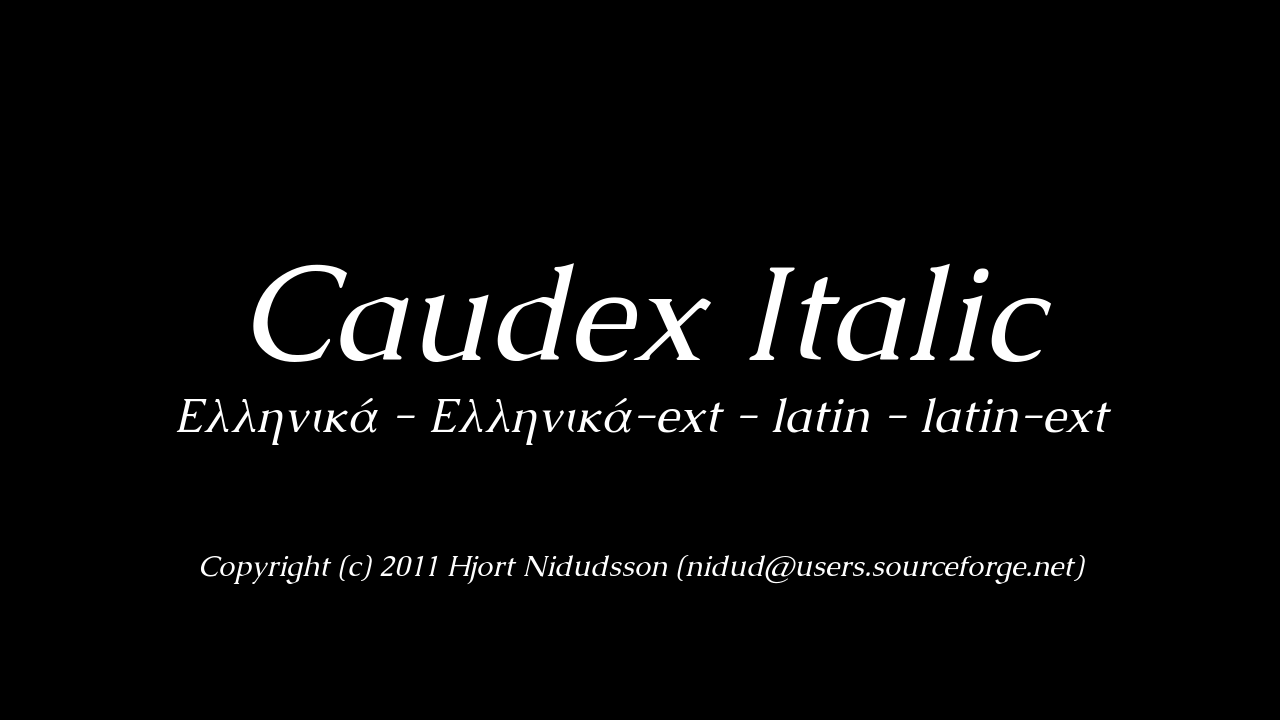 Caudex Italic
Ελληνικά - Ελληνικά-ext - latin - latin-ext
Copyright (c) 2011 Hjort Nidudsson (nidud@users.sourceforge.net)